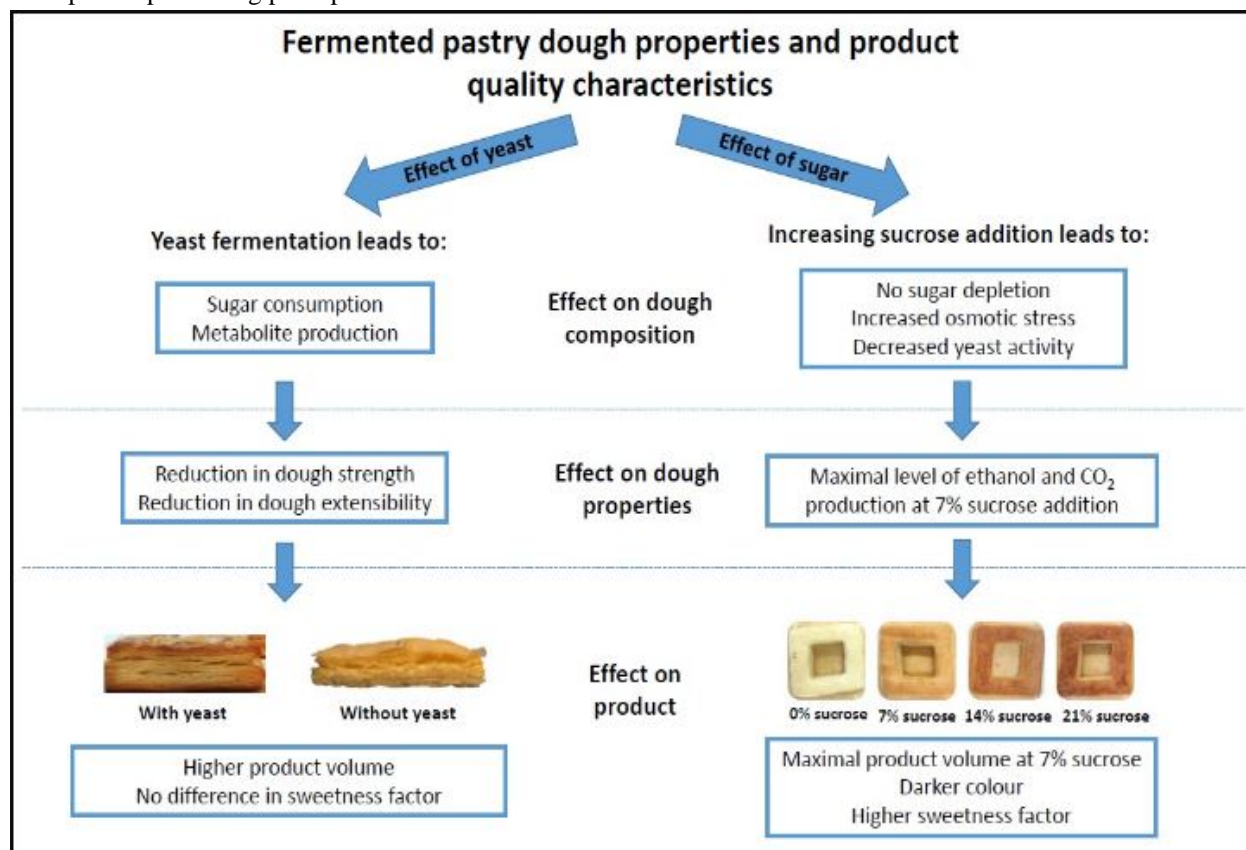 Fermented pastry dough properties and product
quality characteristics
Effect of yeast
Effect of sugar
Yeast fermentation leads to:
Increasing sucrose addition leads to:
Sugar consumption
Metabolite production
Effect on dough
composition
No sugar depletion
Increased osmotic stress
Decreased yeast activity
Reduction in dough strength
Reduction in dough extensibility
Effect on dough
properties
Maximal level of ethanol and CO₂
production at 7% sucrose addition
With yeast
Without yeast
Effect on
product
0% sucrose
7% sucrose
14% sucrose
21% sucrose
Higher product volume
No difference in sweetness factor
Maximal product volume at 7% sucrose
Darker colour
Higher sweetness factor